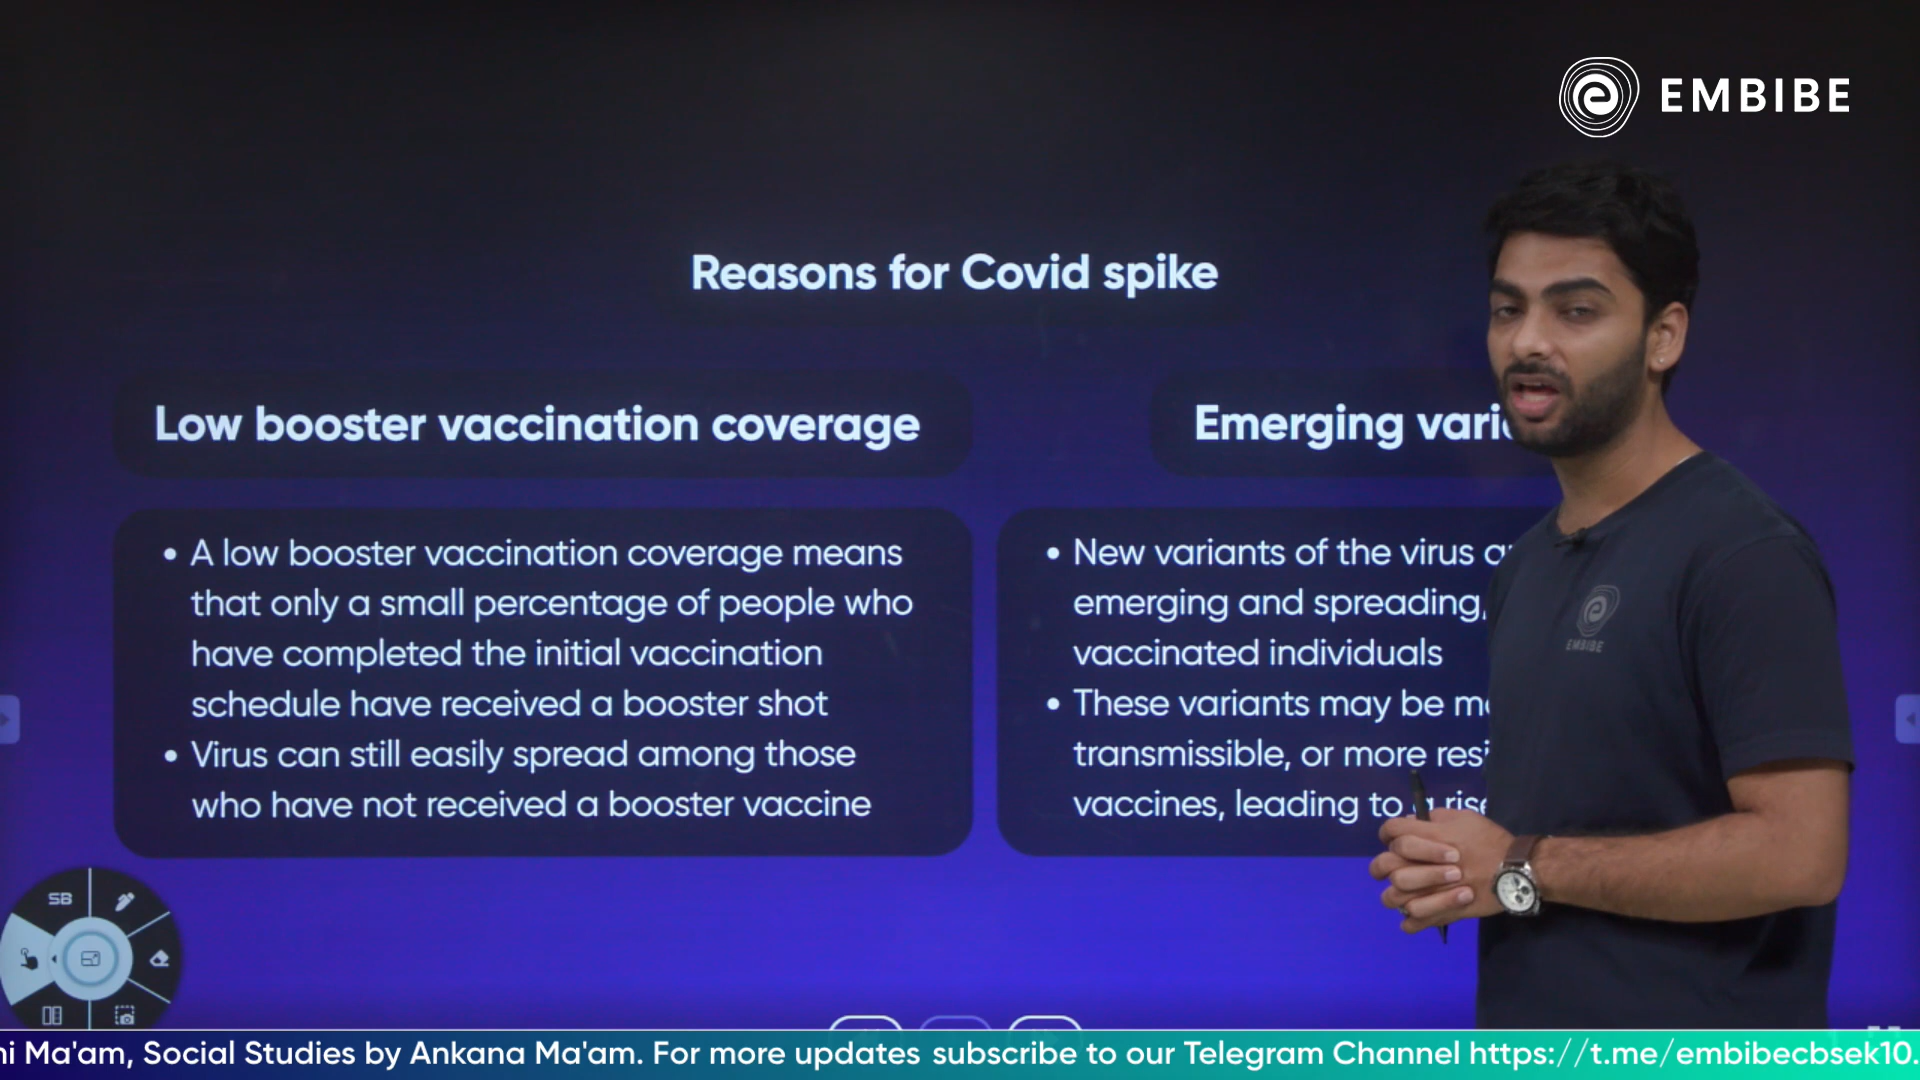 EMBIBE
Reasons for Covid spike
Low booster vaccination coverage
• A low booster vaccination coverage means
that only a small percentage of people who
have completed the initial vaccination
schedule have received a booster shot
• Virus can still easily spread among those
who have not received a booster vaccine
Emerging
• New variants of the virus
emerging and spreading,
vaccinated individuals
• These variants may be
transmissible, or more
vaccines, leading to
EMBIBE
SB
Ma'am, Social Studies by Ankana Ma'am. For more updates subscribe to our Telegram Channel https://t.me/embibecbsek10.